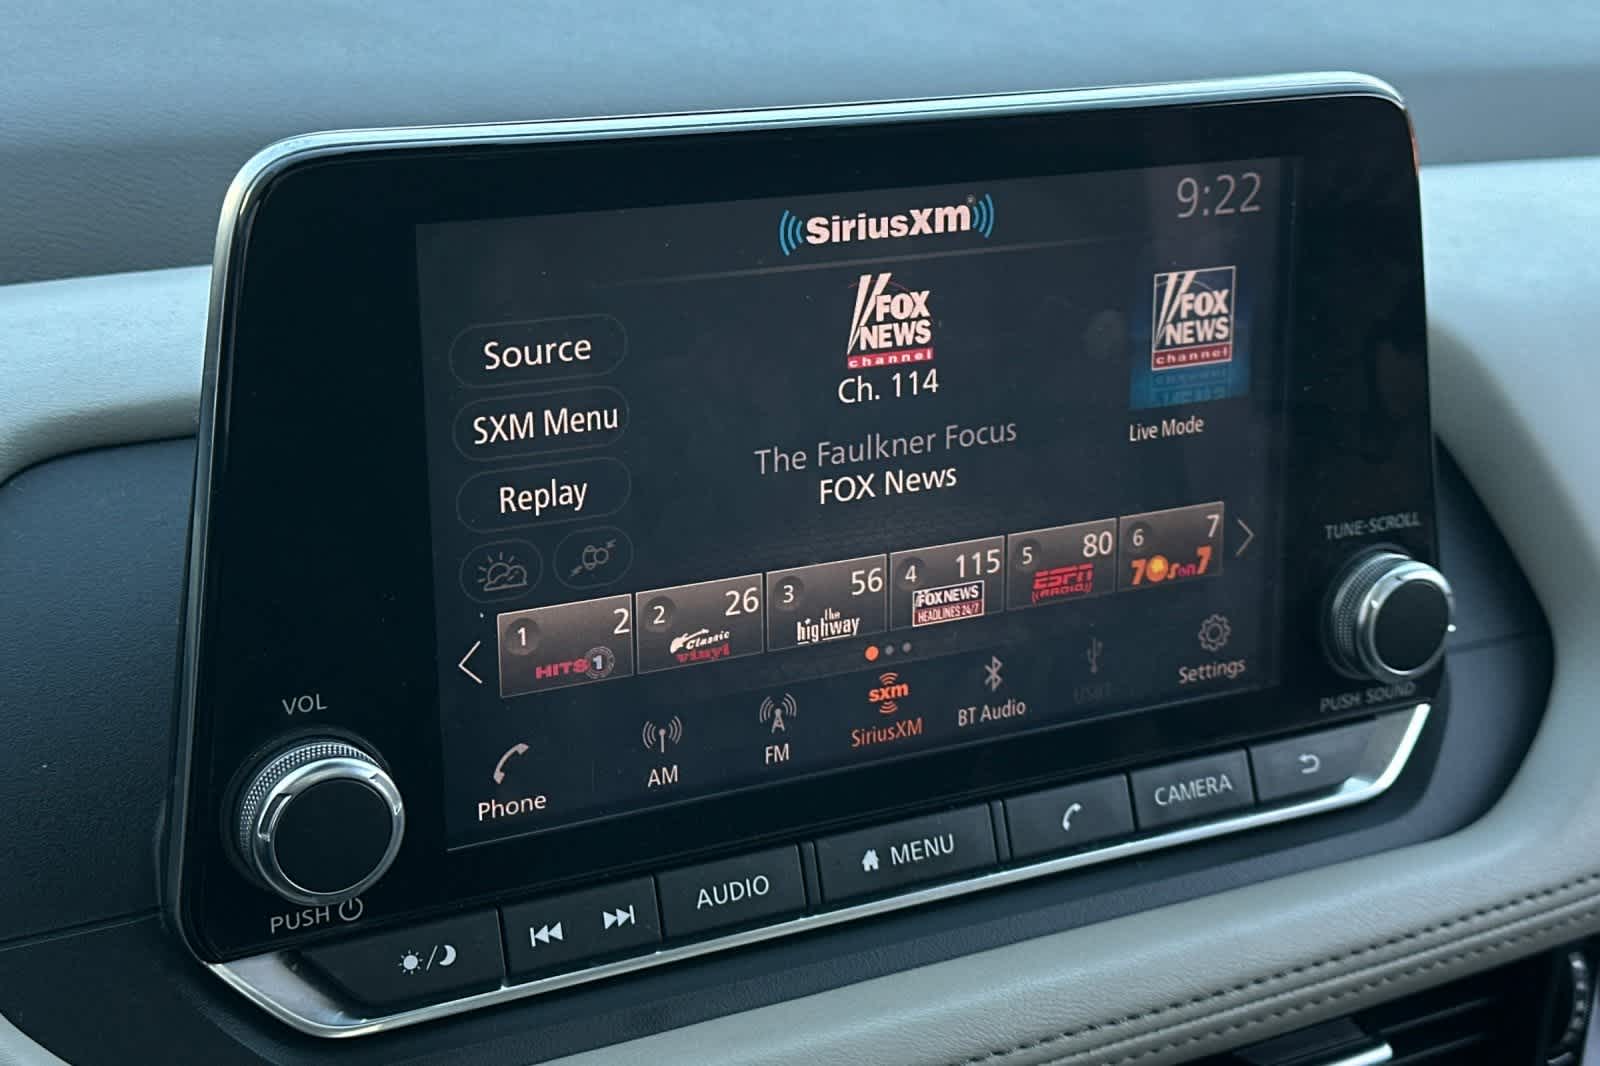 SiriusXM
9:22
FOX
NEWS
channel
Ch. 114
The Faulkner Focus
FOX News
FOX
NEWS
channel
Live Mode
Source
SXM Menu
Replay
1 2
HITS 1
2 26
Classic
vinyl
3 56
the
highway
4 115
FOX NEWS
HEADLINES 24/7
5 80
ESPN
RADIO
6 7
70s on 7
Phone
AM
FM
sxm
SiriusXM
BT Audio
Settings
VOL
PUSH
TUNE-SCROLL
PUSH SOUND
AUDIO
MENU
CAMERA